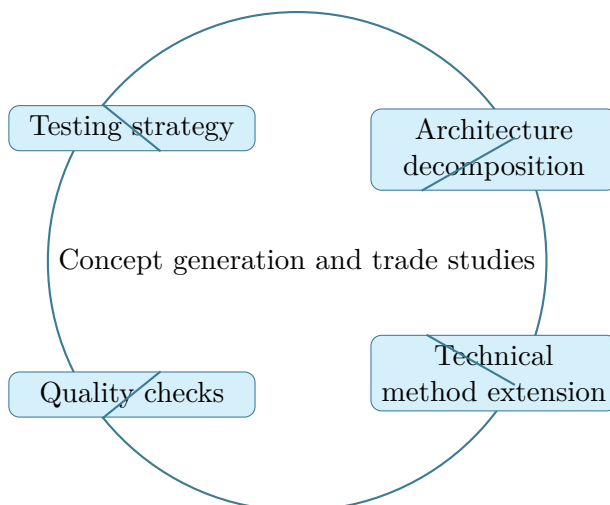 Testing strategy
Architecture
decomposition
Concept generation and trade studies
Quality checks
Technical
method extension